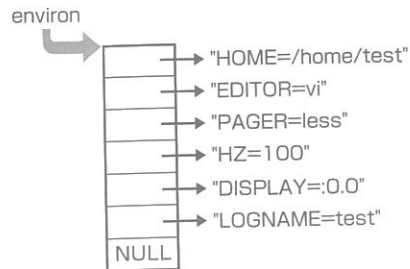 environ
"HOME=/home/test"
"EDITOR=vi"
"PAGER=less"
"HZ=100"
"DISPLAY=:0.0"
"LOGNAME=test"
NULL